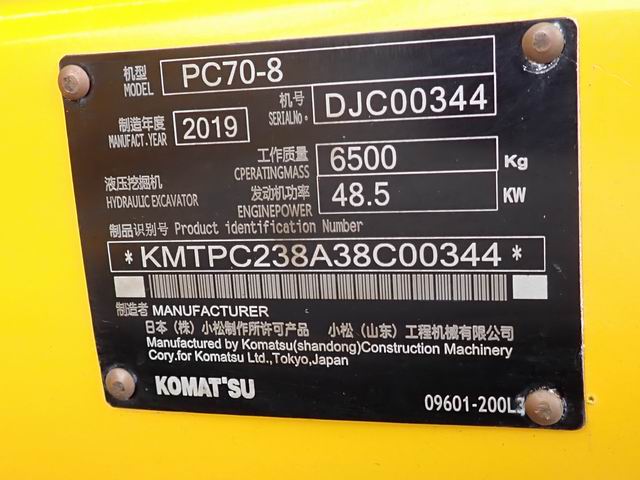 机型 MODEL PC70-8
机号 SERIALNo. DJC00344
制造年度 MANUFACT.YEAR 2019
工作质量 CPERATINGMASS 6500 Kg
液压挖掘机 HYDRAULIC EXCAVATOR
发动机功率 ENGINEPOWER 48.5 KW
制品识别号 Product identification Number
*KMTPC238A38C00344*
制造者 MANUFACTURER
日本（株）小松制作所许可产品 小松（山东）工程机械有限公司
Manufactured by Komatsu(shandong)Construction Machinery
Cory.for Komatsu Ltd.,Tokyo,Japan
KOMAT'SU
09601-200L3